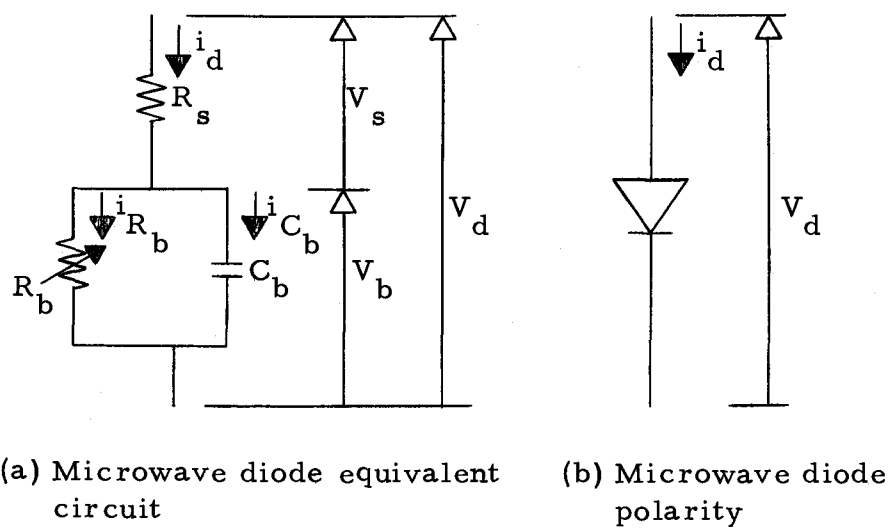 i_d
R_s
V_s
i_R_b
i_C_b
V_d
R_b
C_b
V_b
i_d
V_d
(a) Microwave diode equivalent
circuit
(b) Microwave diode
polarity